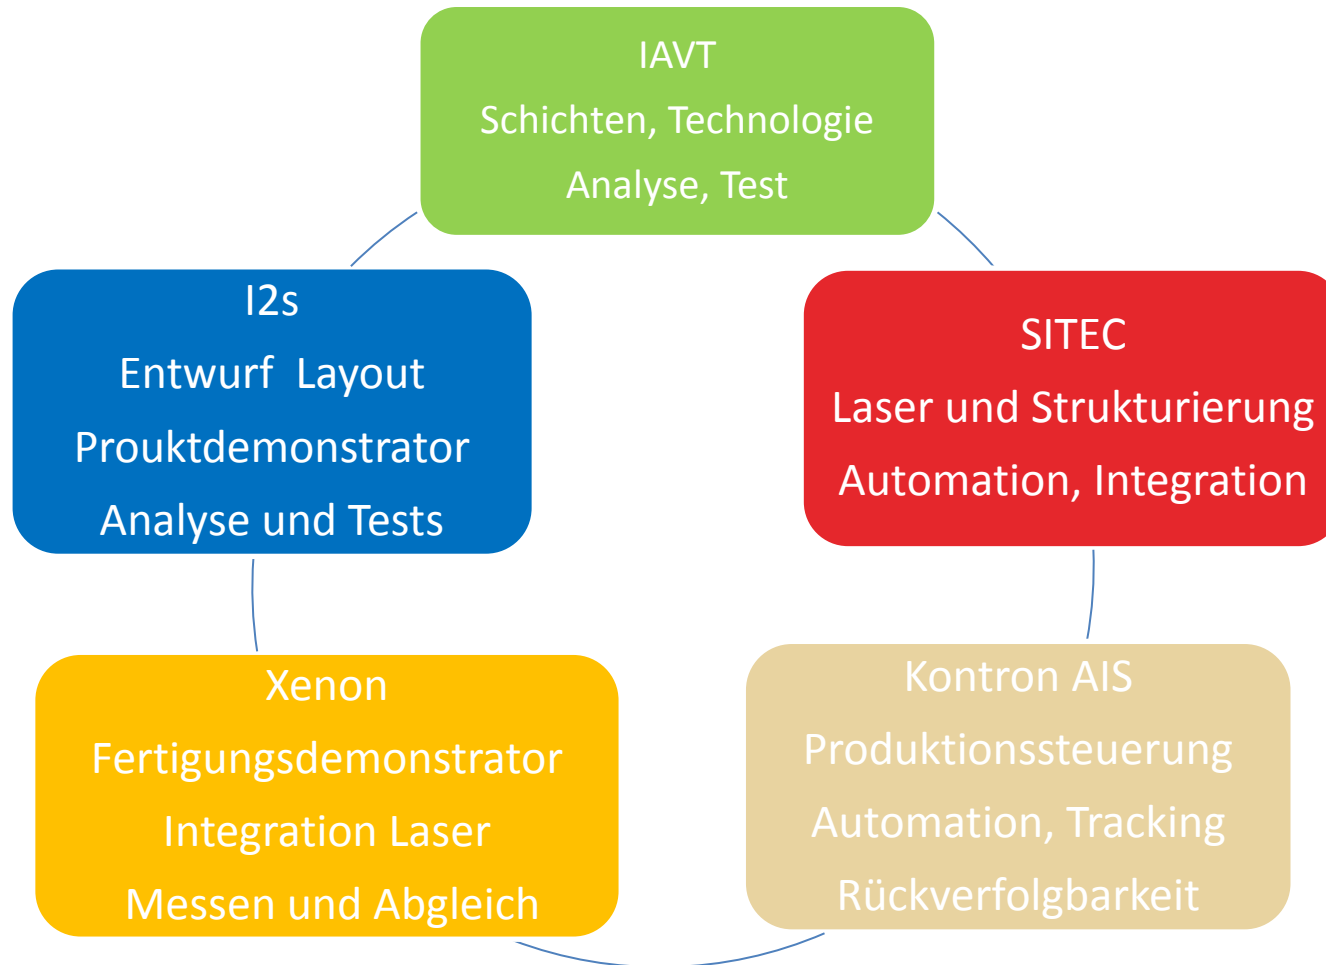 IAVT
Schichten, Technologie
Analyse, Test
I2s
Entwurf  Layout
Prouktdemonstrator
Analyse und Tests
SITEC
Laser und Strukturierung
Automation, Integration
Xenon
Fertigungsdemonstrator
Integration Laser
Messen und Abgleich
Kontron AIS
Produktionssteuerung
Automation, Tracking
Rückverfolgbarkeit